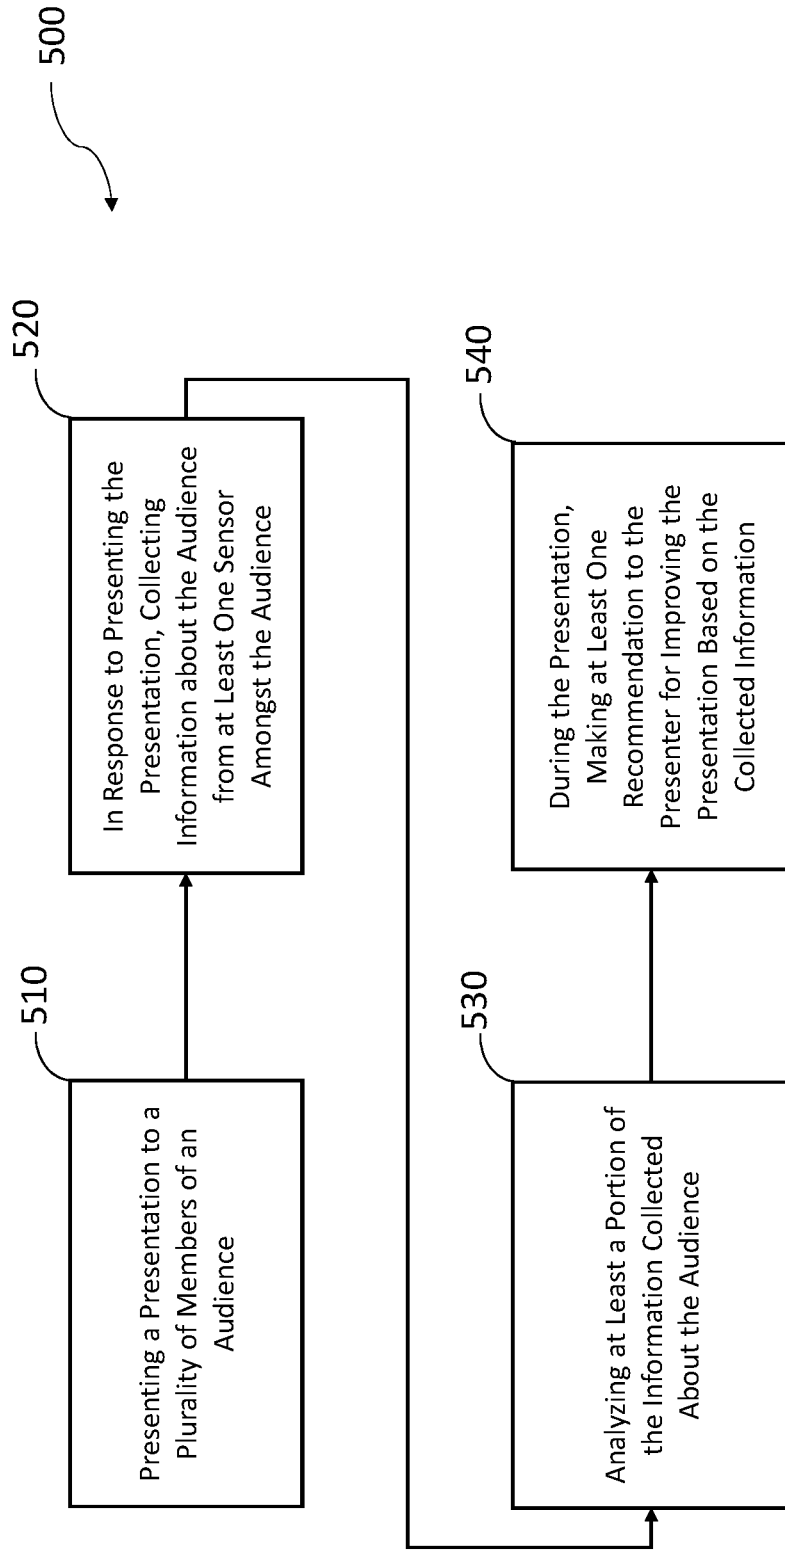 500
510
Presenting a Presentation to a
Plurality of Members of an
Audience
520
In Response to Presenting the
Presentation, Collecting
Information about the Audience
from at Least One Sensor
Amongst the Audience
530
Analyzing at Least a Portion of
the Information Collected
About the Audience
540
During the Presentation,
Making at Least One
Recommendation to the
Presenter for Improving the
Presentation Based on the
Collected Information